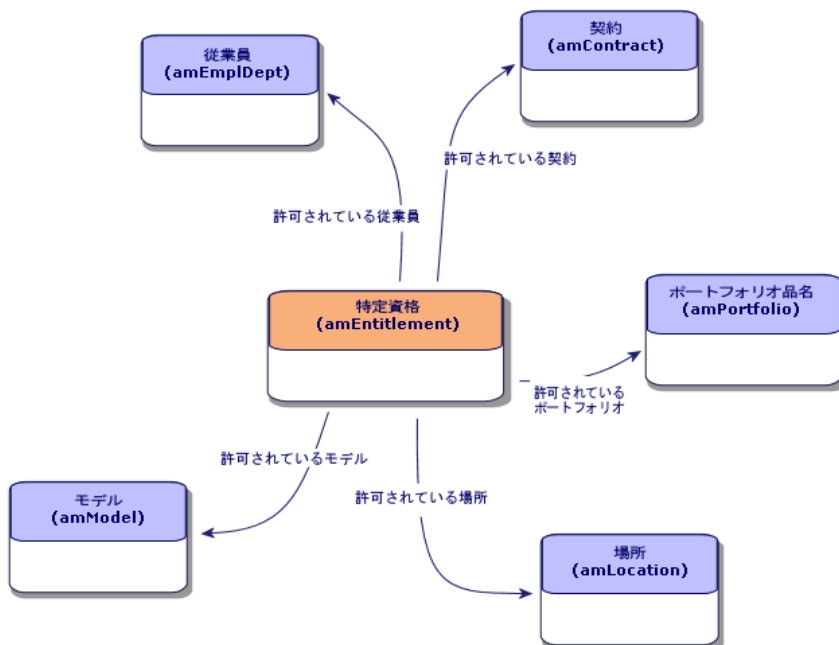 契約
(amContract)
従業員
(amEmplDept)
許可されている契約
許可されている従業員
ポートフォリオ品名
(amPortfolio)
特定資格
(amEntitlement)
許可されている
ポートフォリオ
許可されているモデル
モデル
(amModel)
許可されている場所
場所
(amLocation)